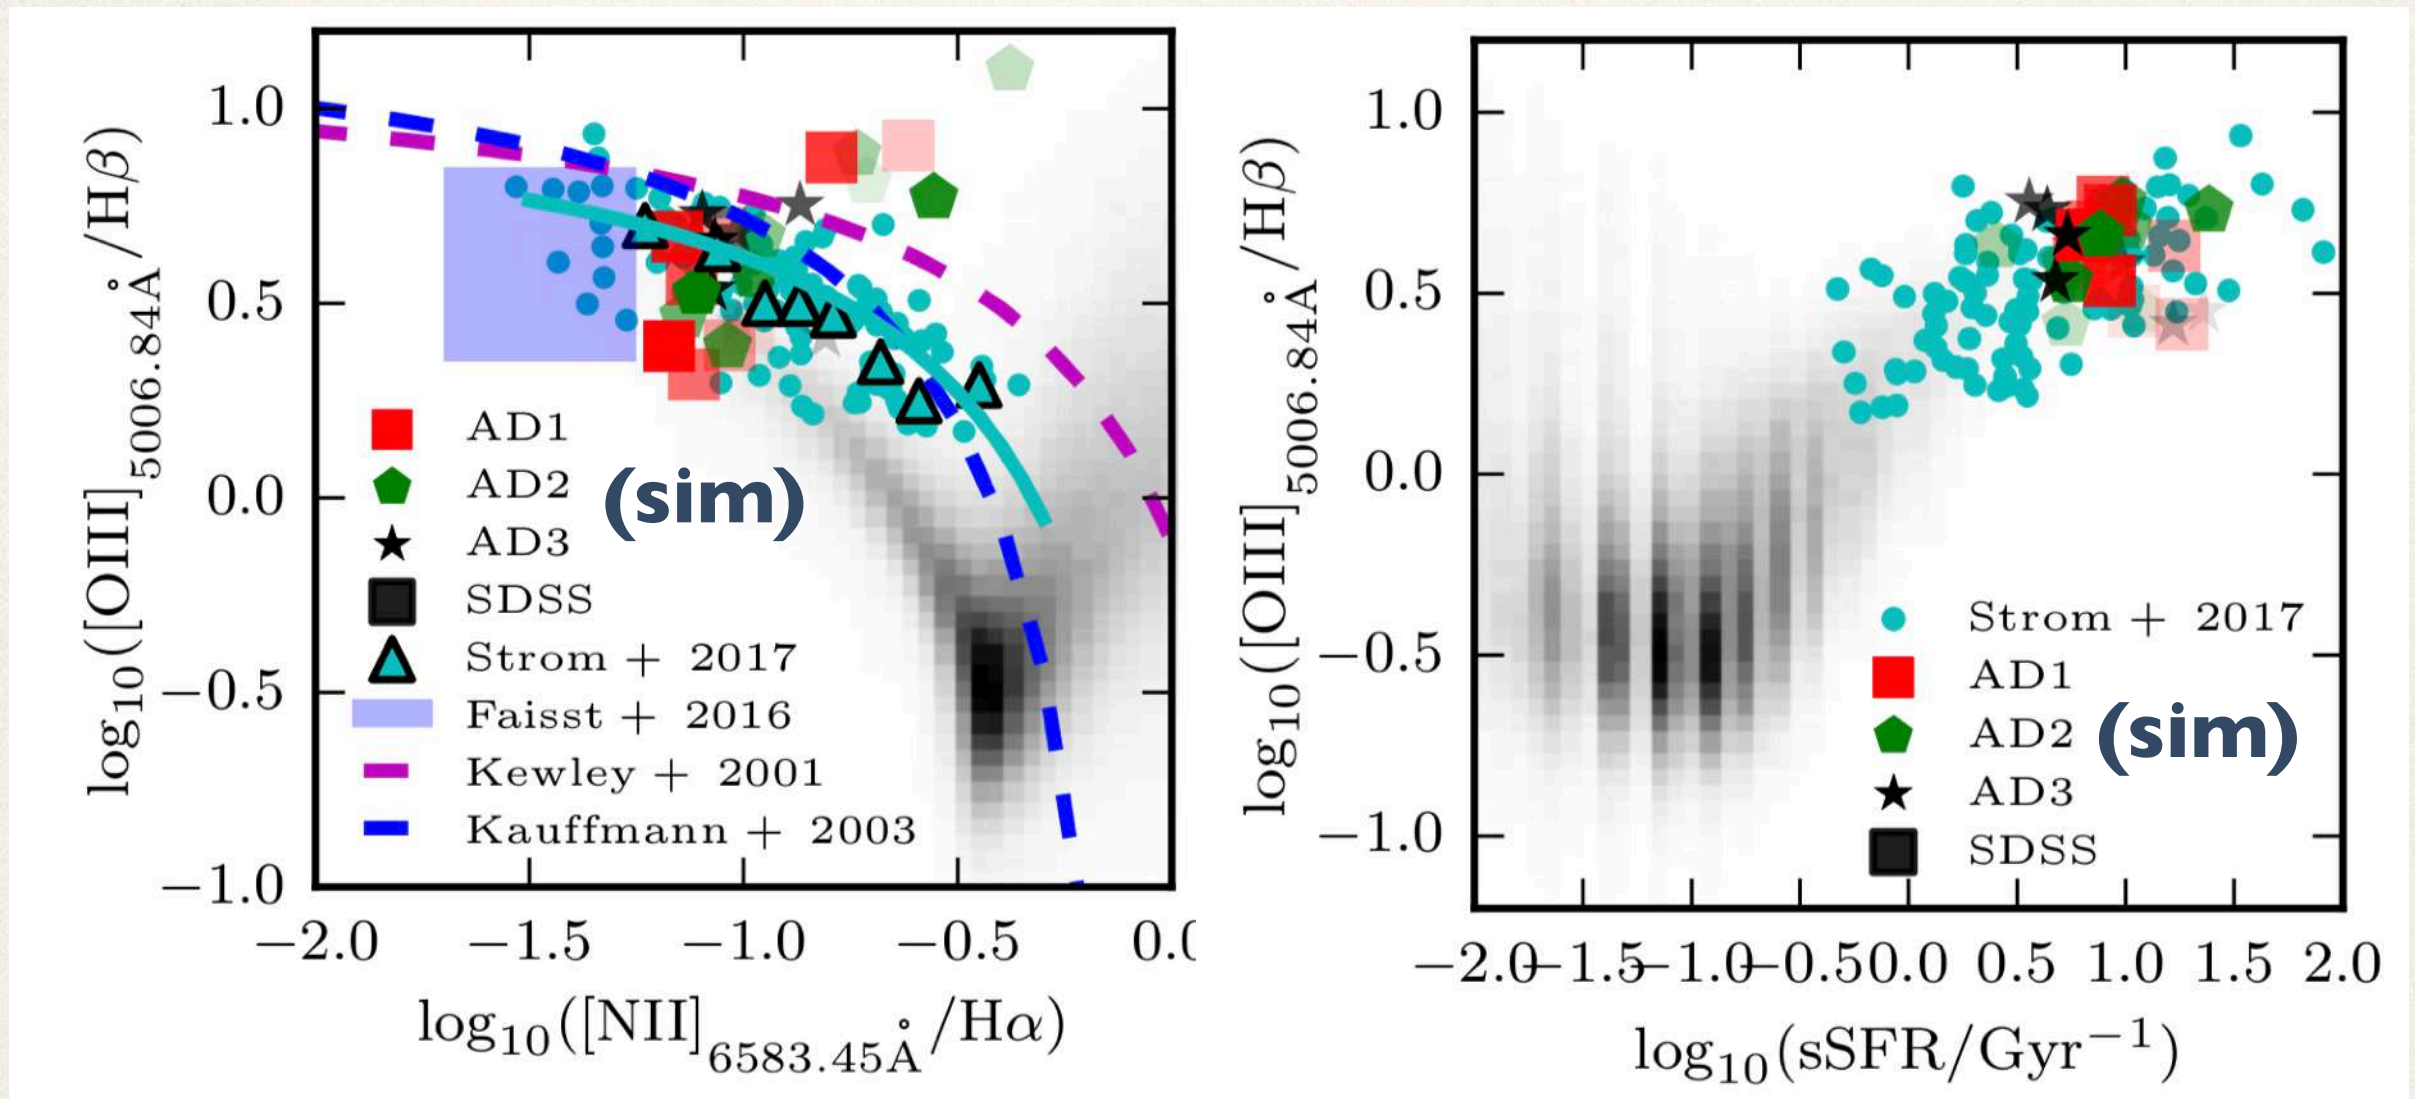 log10([OIII]5006.84Å/Hβ)
1.0
0.5
0.0
−0.5
−1.0
AD1
AD2
AD3
(sim)
SDSS
Strom + 2017
Faisst + 2016
Kewley + 2001
Kauffmann + 2003
−2.0 −1.5 −1.0 −0.5 0.0
log10([NII]6583.45Å/Hα)
log10([OIII]5006.84Å/Hβ)
1.0
0.5
0.0
−0.5
−1.0
Strom + 2017
AD1
AD2
(sim)
AD3
SDSS
−2.0 −1.5 −1.0 −0.5 0.0 0.5 1.0 1.5 2.0
log10(sSFR/Gyr−1)